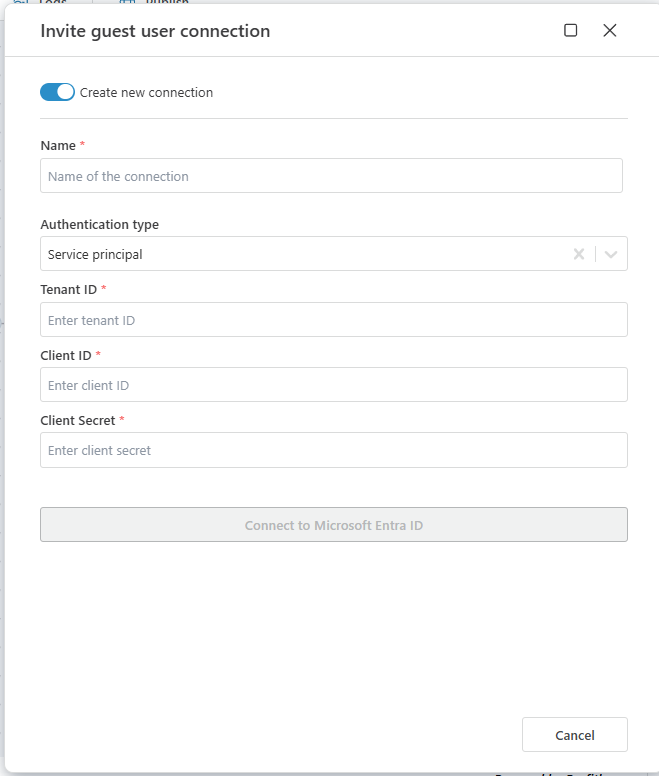 Invite guest user connection
Create new connection
Name *
Name of the connection
Authentication type
Service principal
Tenant ID *
Enter tenant ID
Client ID *
Enter client ID
Client Secret *
Enter client secret
Connect to Microsoft Entra ID
Cancel